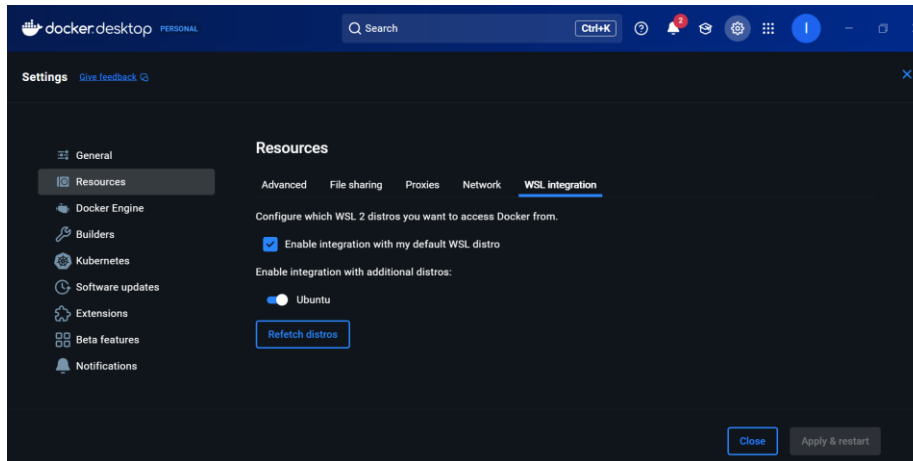 docker.desktop PERSONAL Search Ctrl+K 2 I
Settings Give feedback
General
Resources
Docker Engine
Builders
Kubernetes
Software updates
Extensions
Beta features
Notifications
Resources
Advanced File sharing Proxies Network WSL integration
Configure which WSL 2 distros you want to access Docker from.
Enable integration with my default WSL distro
Enable integration with additional distros:
Ubuntu
Refetch distros
Close Apply & restart